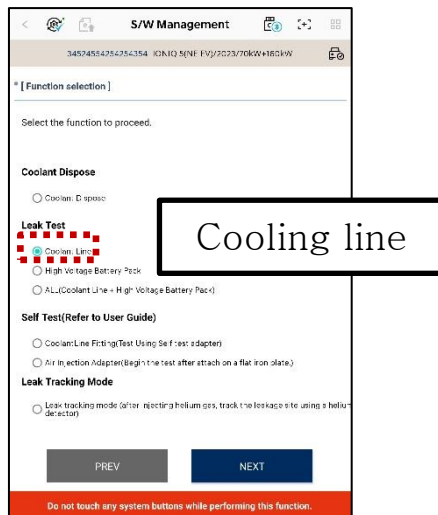 S/W Management
34524554254254354 IONIQ 5(NE EV)/2023/70kW+160kW
* [ Function selection ]
Select the function to proceed.
Coolant Dispose
Coolant Dispose
Leak Test
Coolant Line
Cooling line
High Voltage Battery Pack
ALL(Coolant Line + High Voltage Battery Pack)
Self Test(Refer to User Guide)
CoolantLine Fitting(Test Using Self test adapter)
Air Injection Adapter(Begin the test after attach on a flat iron plate.)
Leak Tracking Mode
Leak tracking mode (after injecting helium gas, track the leakage site using a helium
detector)
PREV
NEXT
Do not touch any system buttons while performing this function.